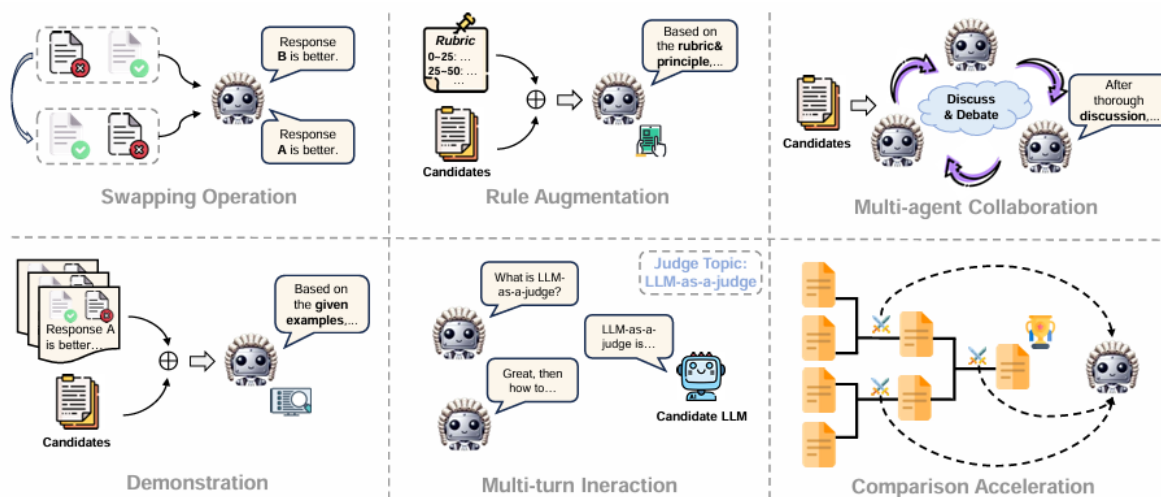 Response
B is better.
Response
A is better.
Swapping Operation
Rubric
0–25: ...
25–50: ...
...
Candidates
Based on
the rubric&
principle,...
Rule Augmentation
Candidates
Discuss
& Debate
After
thorough
discussion,...
Multi-agent Collaboration
Response A
is better...
Candidates
Based on
the given
examples,...
Demonstration
Judge Topic:
LLM-as-a-judge
What is LLM-
as-a-judge?
LLM-as-a-
judge is...
Great, then
how to...
Candidate LLM
Multi-turn Ineraction
Comparison Acceleration